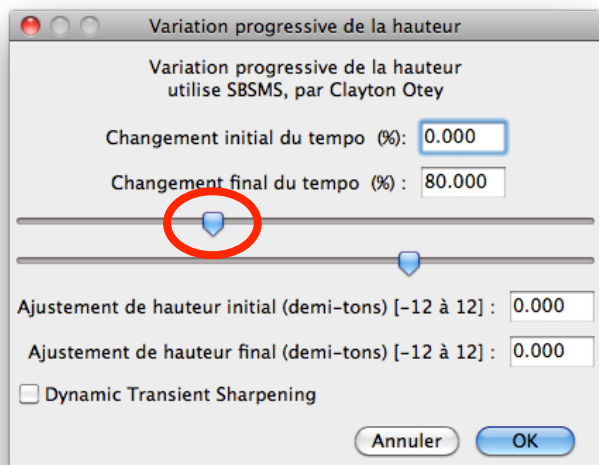 Variation progressive de la hauteur
Variation progressive de la hauteur
utilise SBSMS, par Clayton Otey
Changement initial du tempo (%): 0.000
Changement final du tempo (%) : 80.000
Ajustement de hauteur initial (demi-tons) [-12 à 12] : 0.000
Ajustement de hauteur final (demi-tons) [-12 à 12] : 0.000
Dynamic Transient Sharpening
Annuler OK